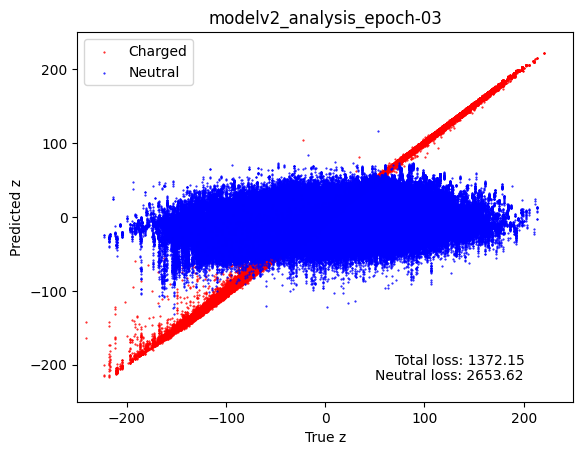 modelv2_analysis_epoch-03
Charged
Neutral
Predicted z
200
100
0
−100
−200
Total loss: 1372.15
Neutral loss: 2653.62
−200
−100
0
100
200
True z